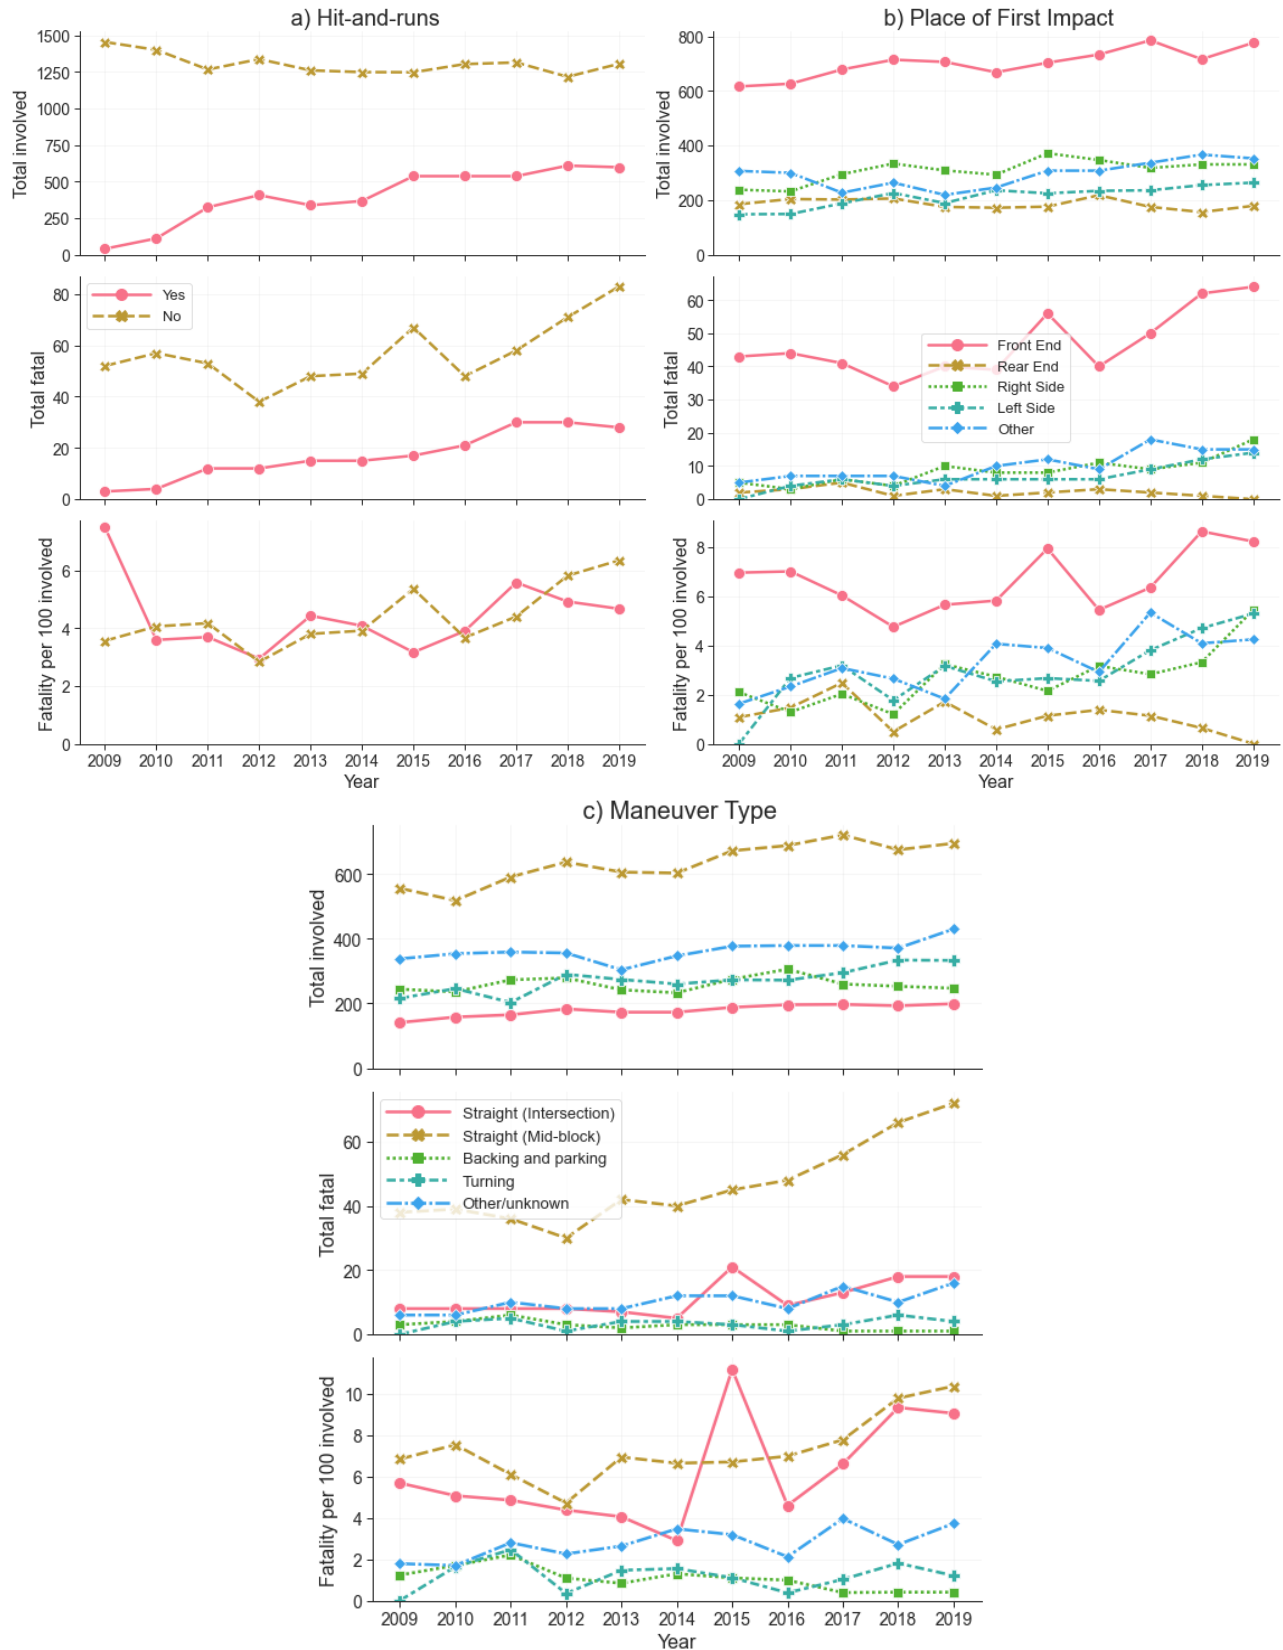 a) Hit-and-runs
1500
1250
1000
750
500
250
0
Total involved
80
60
40
20
0
Total fatal
Yes
No
6
4
2
0
Fatality per 100 involved
2009 2010 2011 2012 2013 2014 2015 2016 2017 2018 2019
Year
b) Place of First Impact
800
600
400
200
0
Total involved
60
50
40
30
20
10
0
Total fatal
Front End
Rear End
Right Side
Left Side
Other
8
6
4
2
0
Fatality per 100 involved
2009 2010 2011 2012 2013 2014 2015 2016 2017 2018 2019
Year
c) Maneuver Type
600
400
200
0
Total involved
60
40
20
0
Total fatal
Straight (Intersection)
Straight (Mid-block)
Backing and parking
Turning
Other/unknown
10
8
6
4
2
0
Fatality per 100 involved
2009 2010 2011 2012 2013 2014 2015 2016 2017 2018 2019
Year